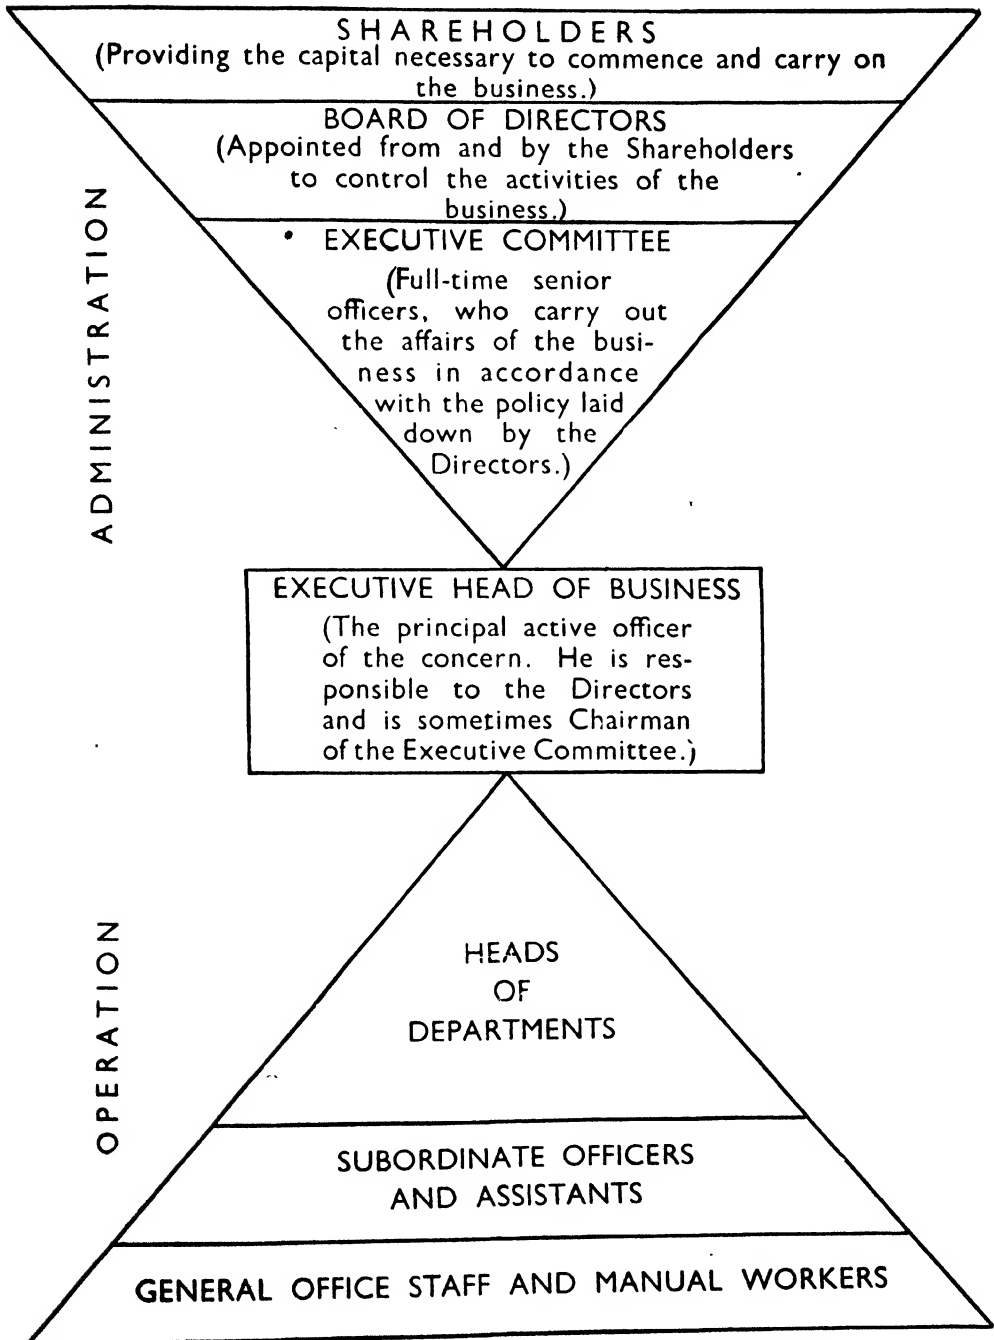 SHAREHOLDERS
(Providing the capital necessary to commence and carry on
the business.)
BOARD OF DIRECTORS
(Appointed from and by the Shareholders
to control the activities of the
business.)
EXECUTIVE COMMITTEE
(Full-time senior
officers, who carry out
the affairs of the busi-
ness in accordance
with the policy laid
down by the
Directors.)
ADMINISTRATION
EXECUTIVE HEAD OF BUSINESS
(The principal active officer
of the concern. He is res-
ponsible to the Directors
and is sometimes Chairman
of the Executive Committee.)
HEADS
OF
DEPARTMENTS
OPERATION
SUBORDINATE OFFICERS
AND ASSISTANTS
GENERAL OFFICE STAFF AND MANUAL WORKERS